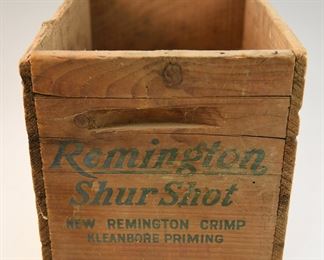 Remington
Shur Shot
NEW REMINGTON CRIMP
KLEANBORE PRIMING